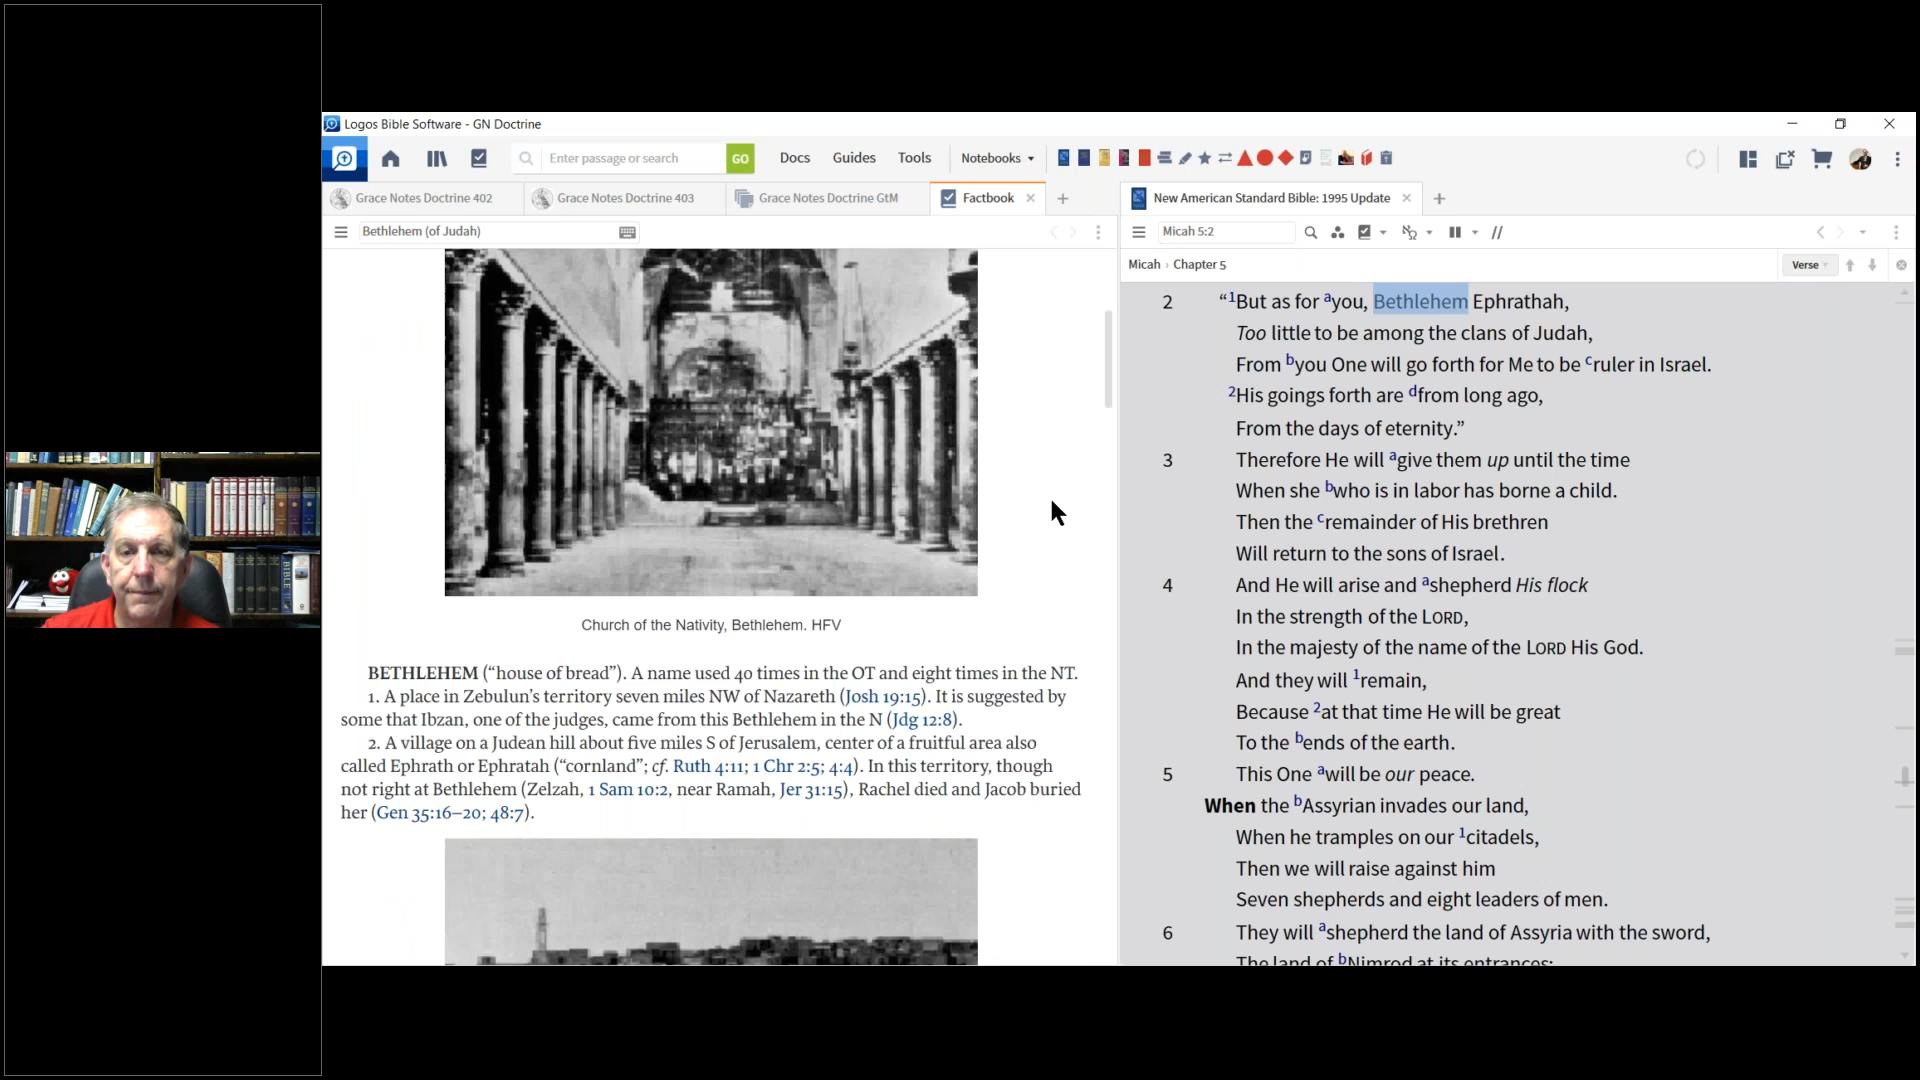 Logos Bible Software - GN Doctrine
Enter passage or search
GO
Docs
Guides
Tools
Notebooks
Grace Notes Doctrine 402
Grace Notes Doctrine 403
Grace Notes Doctrine GtM
Factbook
Bethlehem (of Judah)
Church of the Nativity, Bethlehem. HFV
BETHLEHEM (“house of bread”). A name used 40 times in the OT and eight times in the NT.
1. A place in Zebulun’s territory seven miles NW of Nazareth (Josh 19:15). It is suggested by
some that Ibzan, one of the judges, came from this Bethlehem in the N (Jdg 12:8).
2. A village on a Judean hill about five miles S of Jerusalem, center of a fruitful area also
called Ephrath or Ephratah (“cornland”; cf. Ruth 4:11; 1 Chr 2:5; 4:4). In this territory, though
not right at Bethlehem (Zelzah, 1 Sam 10:2, near Ramah, Jer 31:15), Rachel died and Jacob buried
her (Gen 35:16–20; 48:7).
New American Standard Bible: 1995 Update
Micah 5:2
Micah › Chapter 5
Verse
2 “1But as for ayou, Bethlehem Ephrathah,
Too little to be among the clans of Judah,
From byou One will go forth for Me to be cruler in Israel.
2His goings forth are dfrom long ago,
From the days of eternity.”
3 Therefore He will agive them up until the time
When she bwho is in labor has borne a child.
Then the cremainder of His brethren
Will return to the sons of Israel.
4 And He will arise and ashepherd His flock
In the strength of the LORD,
In the majesty of the name of the LORD His God.
And they will 1remain,
Because 2at that time He will be great
To the bends of the earth.
5 This One awill be our peace.
When the bAssyrian invades our land,
When he tramples on our 1citadels,
Then we will raise against him
Seven shepherds and eight leaders of men.
6 They will ashepherd the land of Assyria with the sword,
The land of bNimrod at its entrances;
BIBLE